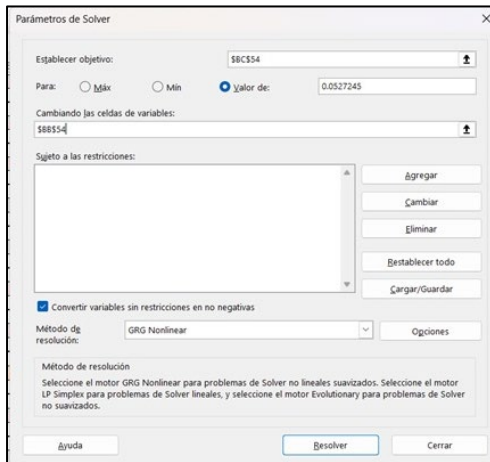 Parámetros de Solver
Establecer objetivo: $BC$54
Para: Máx Mín Valor de: 0.0527245
Cambiando las celdas de variables:
$BB$54
Sujeto a las restricciones:
Agregar
Cambiar
Eliminar
Restablecer todo
Cargar/Guardar
Convertir variables sin restricciones en no negativas
Método de resolución: GRG Nonlinear Opciones
Método de resolución
Seleccione el motor GRG Nonlinear para problemas de Solver no lineales suavizados. Seleccione el motor
LP Simplex para problemas de Solver lineales, y seleccione el motor Evolutionary para problemas de Solver
no suavizados.
Ayuda Resolver Cerrar